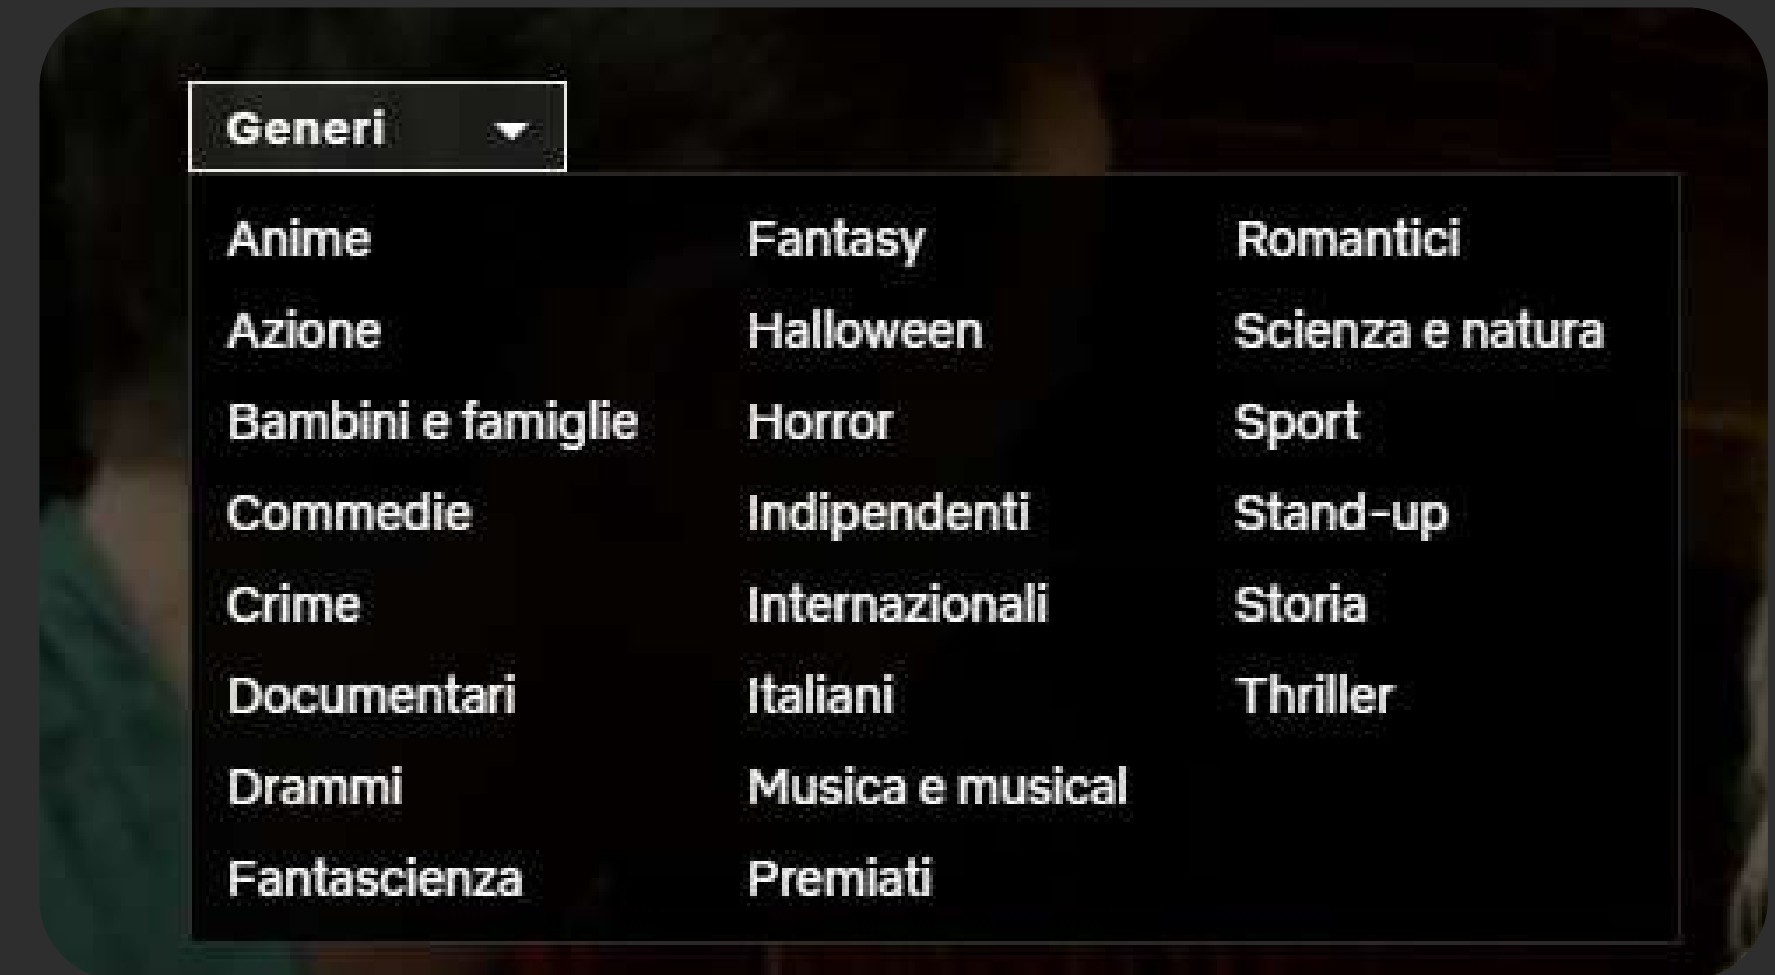 Generi
Anime
Azione
Bambini e famiglie
Commedie
Crime
Documentari
Drammi
Fantascienza
Fantasy
Halloween
Horror
Indipendenti
Internazionali
Italiani
Musica e musical
Premiati
Romantici
Scienza e natura
Sport
Stand-up
Storia
Thriller